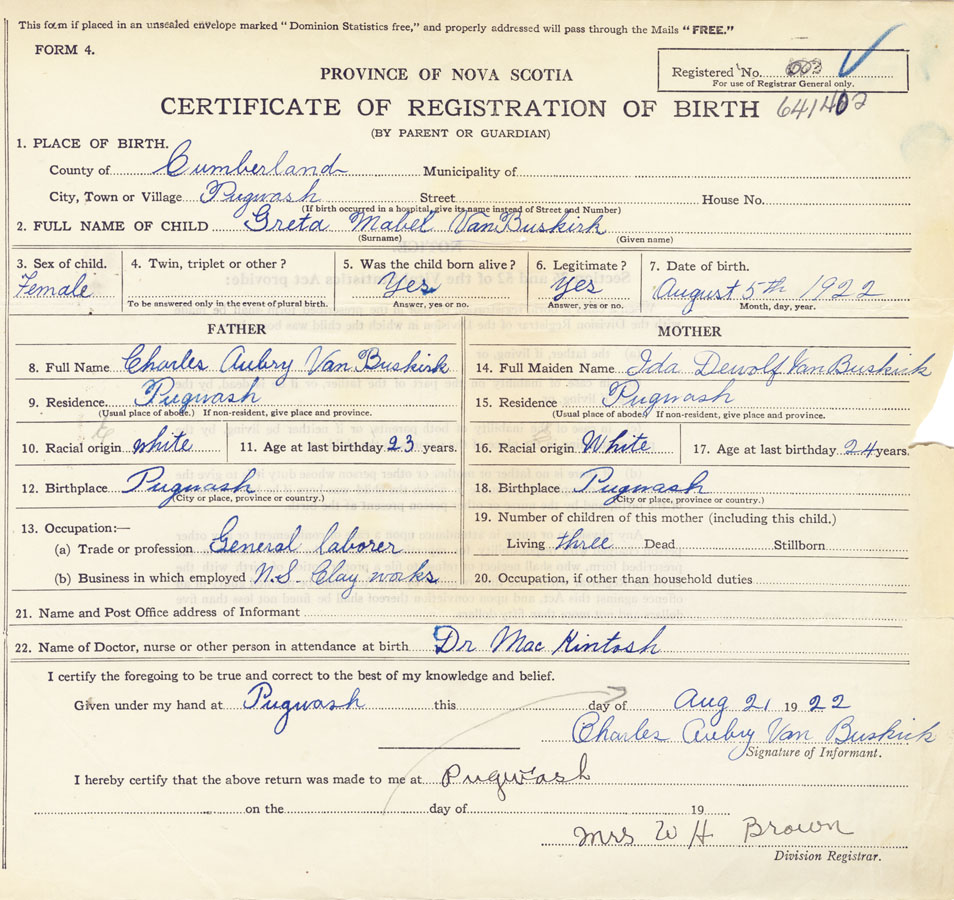 This form if placed in an unsealed envelope marked "Dominion Statistics free," and properly addressed will pass through the Mails "FREE."
FORM 4.
PROVINCE OF NOVA SCOTIA
Registered No.
For use of Registrar General only.
CERTIFICATE OF REGISTRATION OF BIRTH 641402
(BY PARENT OR GUARDIAN)
1. PLACE OF BIRTH.
County of Cumberland Municipality of
City, Town or Village Pugwash Street House No.
(If birth occurred in a hospital, give its name instead of Street and Number)
2. FULL NAME OF CHILD Greta Mabel VanBuskirk
(Surname) (Given name)
3. Sex of child. 4. Twin, triplet or other? 5. Was the child born alive? 6. Legitimate? 7. Date of birth.
Female Yes Yes August 5th 1922
To be answered only in the event of plural birth. Answer, yes or no. Answer, yes or no. Month, day, year.
FATHER
8. Full Name Charles Aubry Van Buskirk
9. Residence. Pugwash
(Usual place of abode.) If non-resident, give place and province.
10. Racial origin white 11. Age at last birthday 23 years.
12. Birthplace Pugwash
(City or place, province or country.)
13. Occupation:—
(a) Trade or profession General laborer
(b) Business in which employed N.S. Clay works
MOTHER
14. Full Maiden Name Ida Dewolf VanBuskirk
15. Residence Pugwash
(Usual place of abode) If non-resident, give place and province.
16. Racial origin White 17. Age at last birthday 24 years.
18. Birthplace Pugwash
(City or place, province or country.)
19. Number of children of this mother (including this child.)
Living three Dead Stillborn
20. Occupation, if other than household duties
21. Name and Post Office address of Informant
22. Name of Doctor, nurse or other person in attendance at birth Dr Mac Kintosh
I certify the foregoing to be true and correct to the best of my knowledge and belief.
Given under my hand at Pugwash this day of Aug 21 1922
Charles Aubry Van Buskirk
Signature of Informant.
I hereby certify that the above return was made to me at Pugwash
on the day of 19
Mrs W H Brown
Division Registrar.